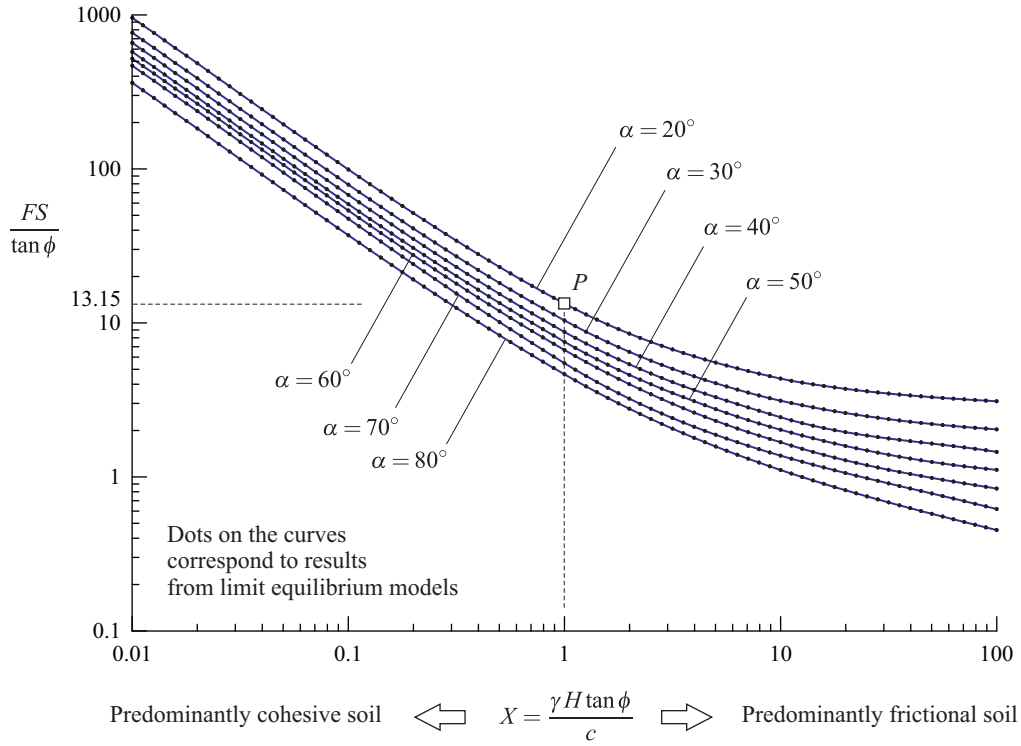 1000
100
FS
tan ϕ
13.15
10
1
0.1
α = 20°
α = 30°
α = 40°
α = 50°
P
α = 60°
α = 70°
α = 80°
Dots on the curves
correspond to results
from limit equilibrium models
0.01 0.1 1 10 100
Predominantly cohesive soil X = γ H tan ϕ / c Predominantly frictional soil